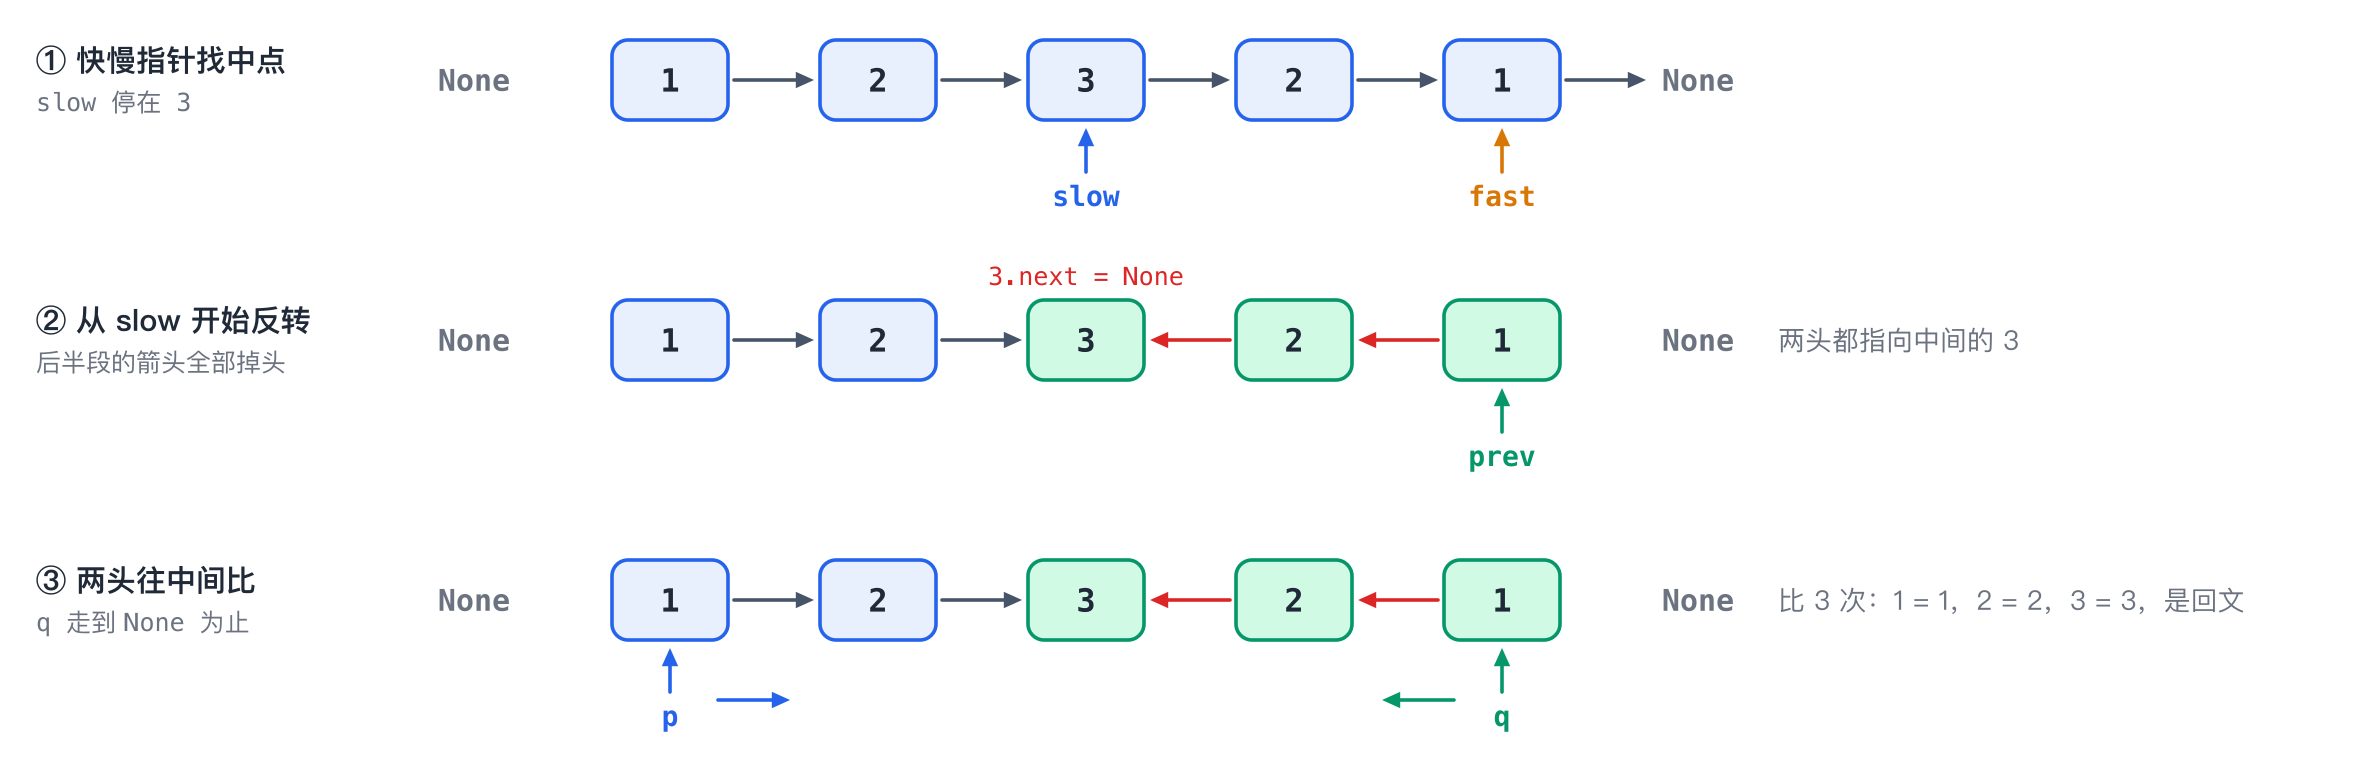 ① 快慢指针找中点
slow 停在 3
None 1 2 3 2 1 None
slow fast
3.next = None
② 从 slow 开始反转
后半段的箭头全部掉头
None 1 2 3 2 1 None 两头都指向中间的 3
prev
③ 两头往中间比
q 走到 None 为止
None 1 2 3 2 1 None 比 3 次：1 = 1，2 = 2，3 = 3，是回文
p q